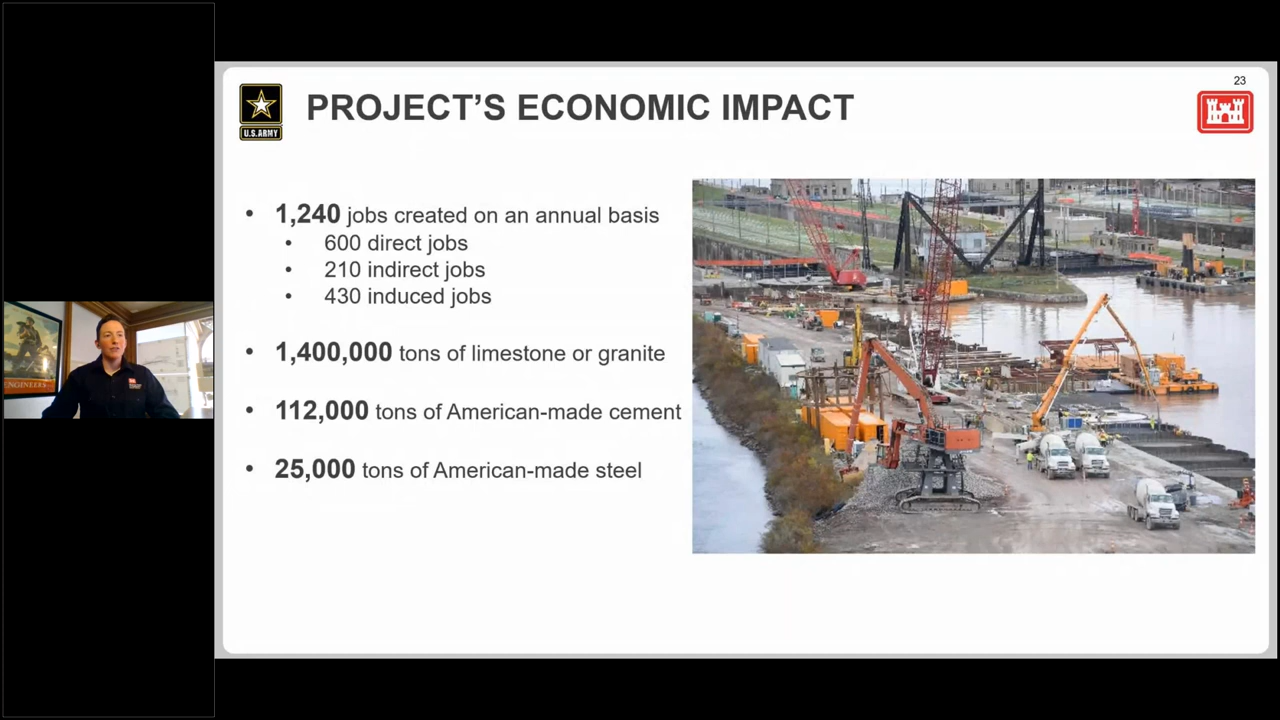 23
PROJECT’S ECONOMIC IMPACT
U.S.ARMY
• 1,240 jobs created on an annual basis
• 600 direct jobs
• 210 indirect jobs
• 430 induced jobs
• 1,400,000 tons of limestone or granite
• 112,000 tons of American-made cement
• 25,000 tons of American-made steel
ENGINEERS